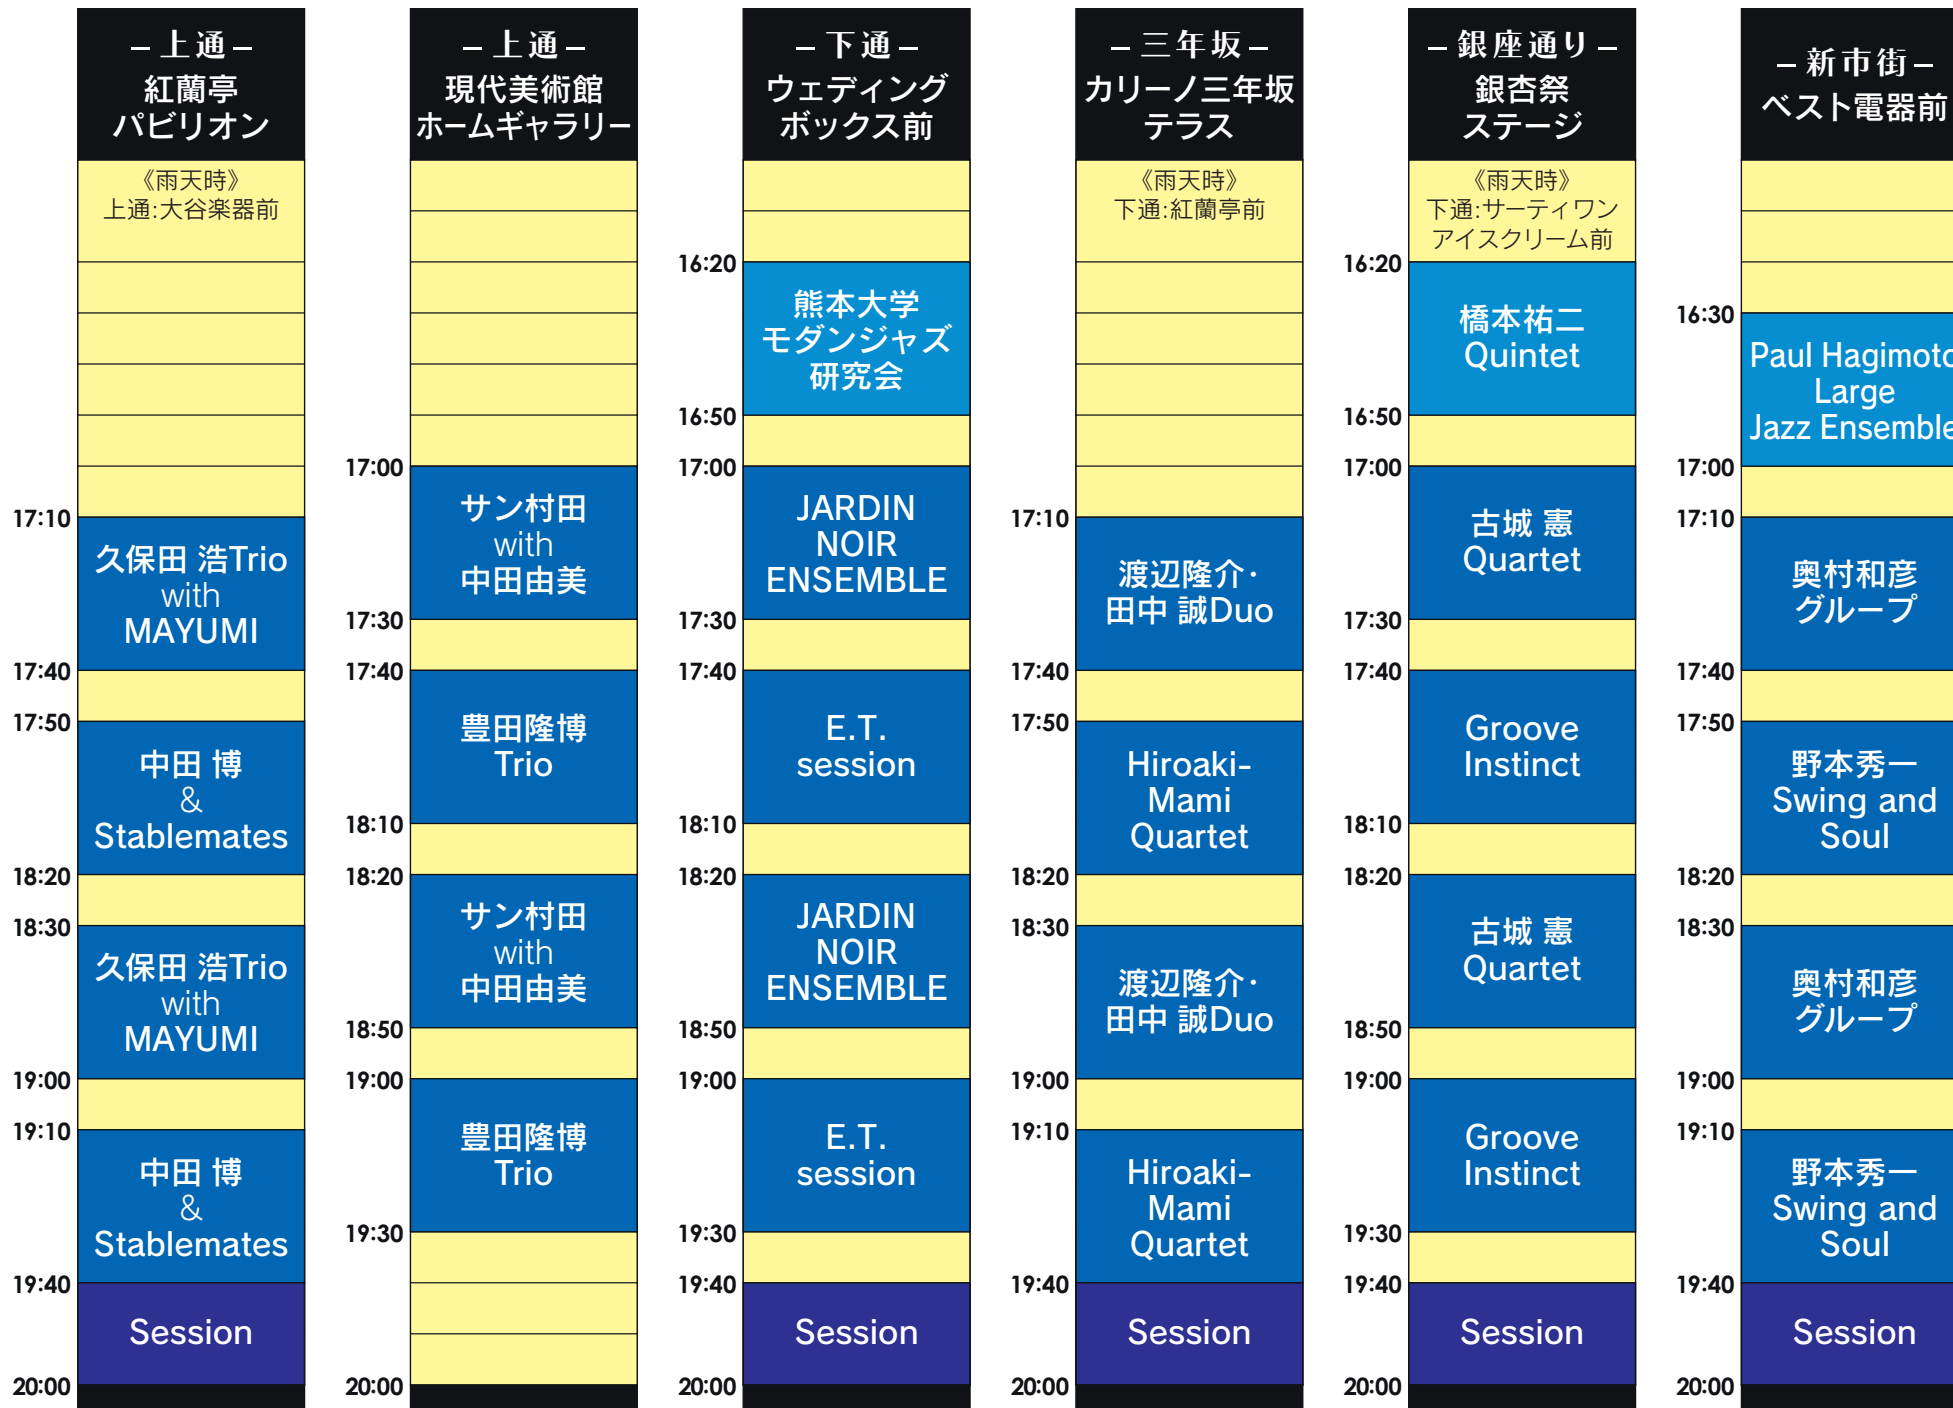 – 上通 –
紅蘭亭
パビリオン
《雨天時》
上通:大谷楽器前
17:10
久保田 浩Trio
with
MAYUMI
17:40
17:50
中田 博
&
Stablemates
18:20
18:30
久保田 浩Trio
with
MAYUMI
19:00
19:10
中田 博
&
Stablemates
19:40
Session
20:00
– 上通 –
現代美術館
ホームギャラリー
17:00
サン村田
with
中田由美
17:30
17:40
豊田隆博
Trio
18:10
18:20
サン村田
with
中田由美
18:50
19:00
豊田隆博
Trio
19:30
20:00
– 下通 –
ウェディング
ボックス前
16:20
熊本大学
モダンジャズ
研究会
16:50
17:00
JARDIN
NOIR
ENSEMBLE
17:30
17:40
E.T.
session
18:10
18:20
JARDIN
NOIR
ENSEMBLE
18:50
19:00
E.T.
session
19:30
19:40
Session
20:00
– 三年坂 –
カリーノ三年坂
テラス
《雨天時》
下通:紅蘭亭前
17:10
渡辺隆介・
田中 誠Duo
17:40
17:50
Hiroaki-
Mami
Quartet
18:20
18:30
渡辺隆介・
田中 誠Duo
19:00
19:10
Hiroaki-
Mami
Quartet
19:40
Session
20:00
– 銀座通り –
銀杏祭
ステージ
《雨天時》
下通:サーティワン
アイスクリーム前
16:20
橋本祐二
Quintet
16:50
17:00
古城 憲
Quartet
17:30
17:40
Groove
Instinct
18:10
18:20
古城 憲
Quartet
18:50
19:00
Groove
Instinct
19:30
19:40
Session
20:00
– 新市街 –
ベスト電器前
16:30
Paul Hagimoto
Large
Jazz Ensemble
17:00
17:10
奥村和彦
グループ
17:40
17:50
野本秀一
Swing and
Soul
18:20
18:30
奥村和彦
グループ
19:00
19:10
野本秀一
Swing and
Soul
19:40
Session
20:00